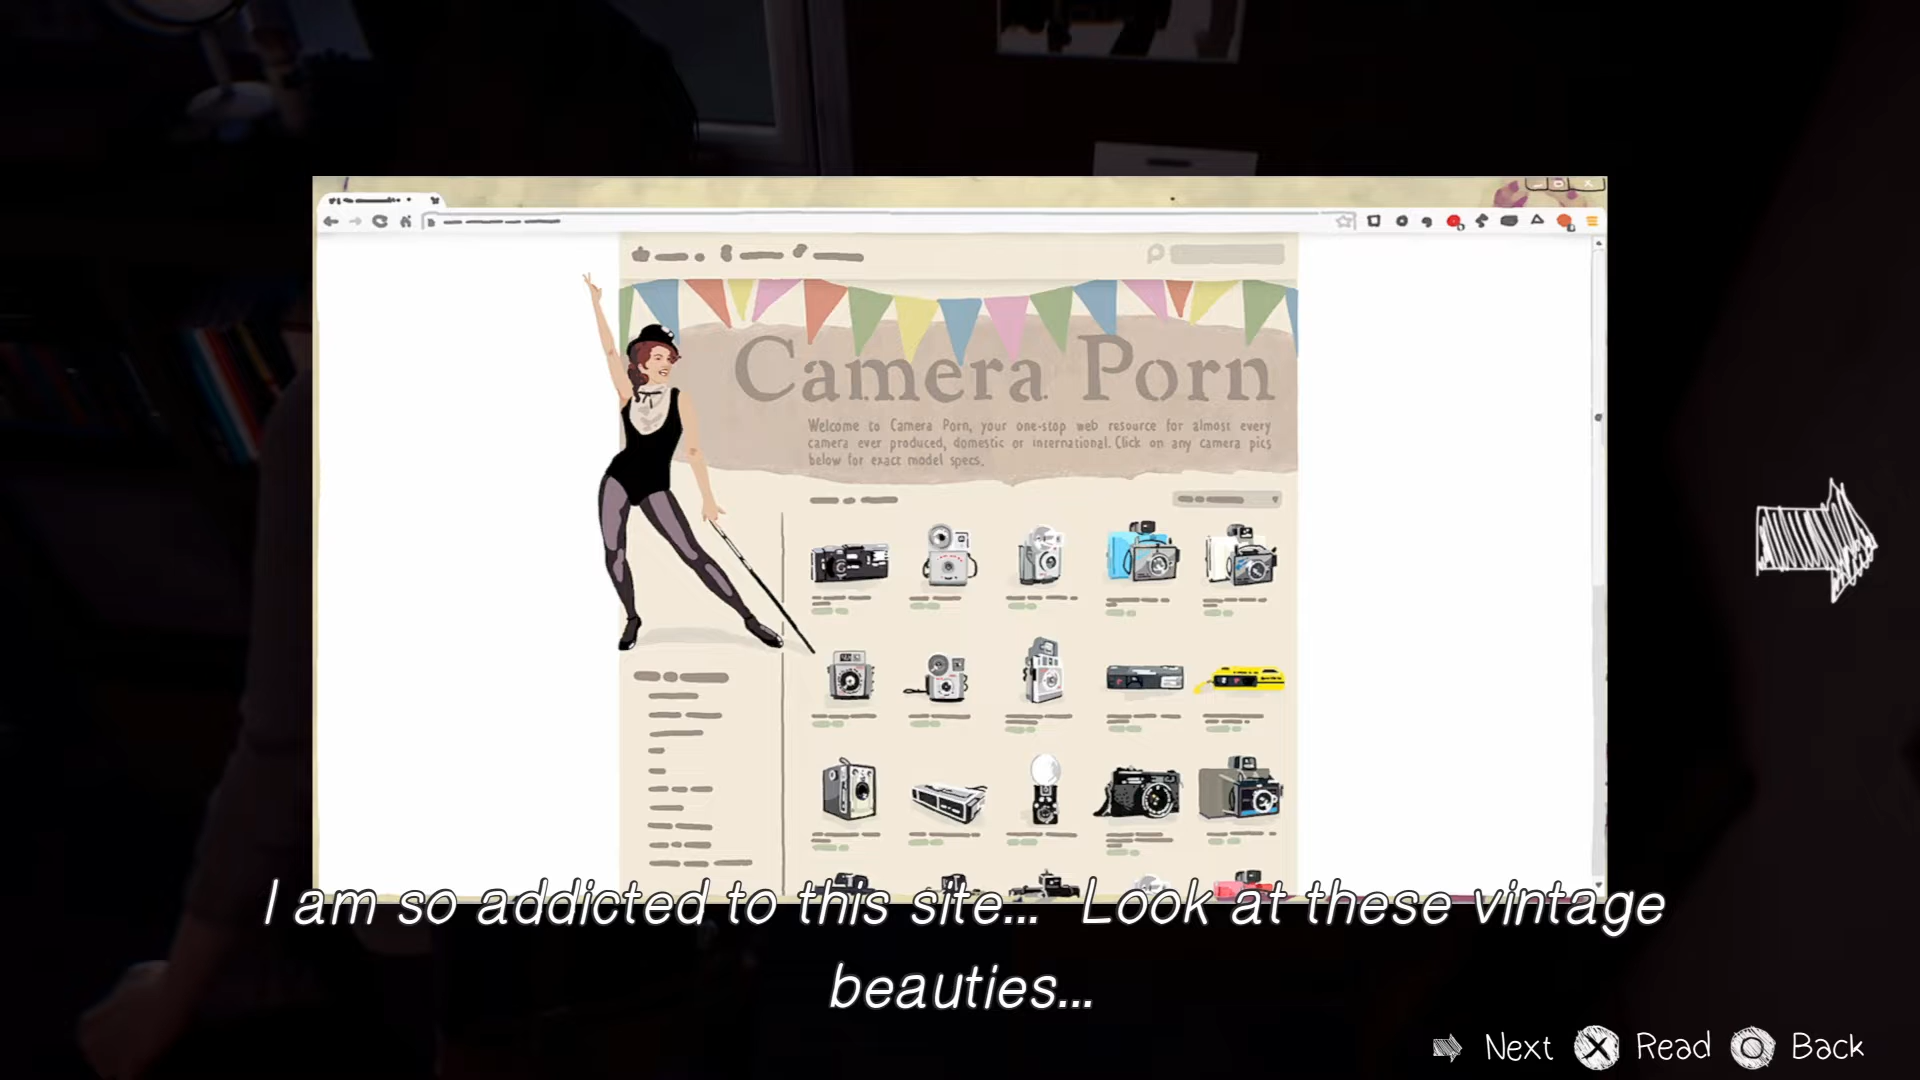 Camera Porn
Welcome to Camera Porn, your one-stop web resource for almost every
camera ever produced, domestic or international. Click on any camera pics
below for exact model specs.
I am so addicted to this site... Look at these vintage
beauties...
Next X Read O Back